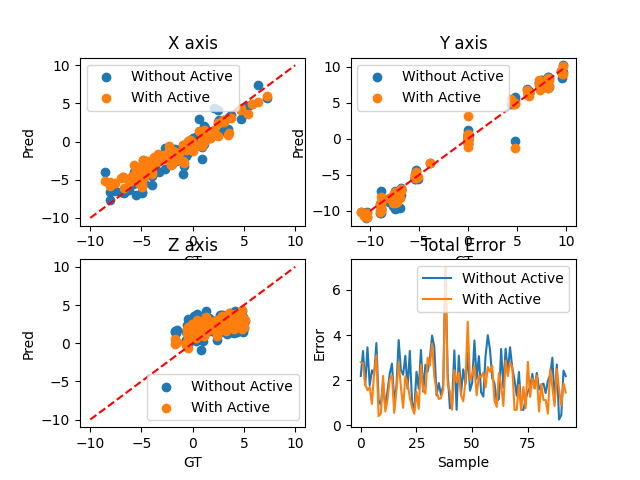 X axis
10
5
0
−5
−10
Pred
Without Active
With Active
−10 −5 0 5 10
Y axis
10
5
0
−5
−10
Pred
Without Active
With Active
−10 −5 0 5 10
Z axis
10
5
0
−5
−10
Pred
Without Active
With Active
−10 −5 0 5 10
GT
Total Error
6
4
2
0
Error
Without Active
With Active
0 25 50 75
Sample